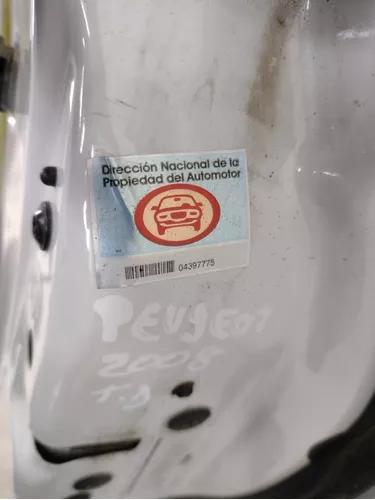 Dirección Nacional de la
Propiedad del Automotor
04397775
PEUGEOT
2008
T.D